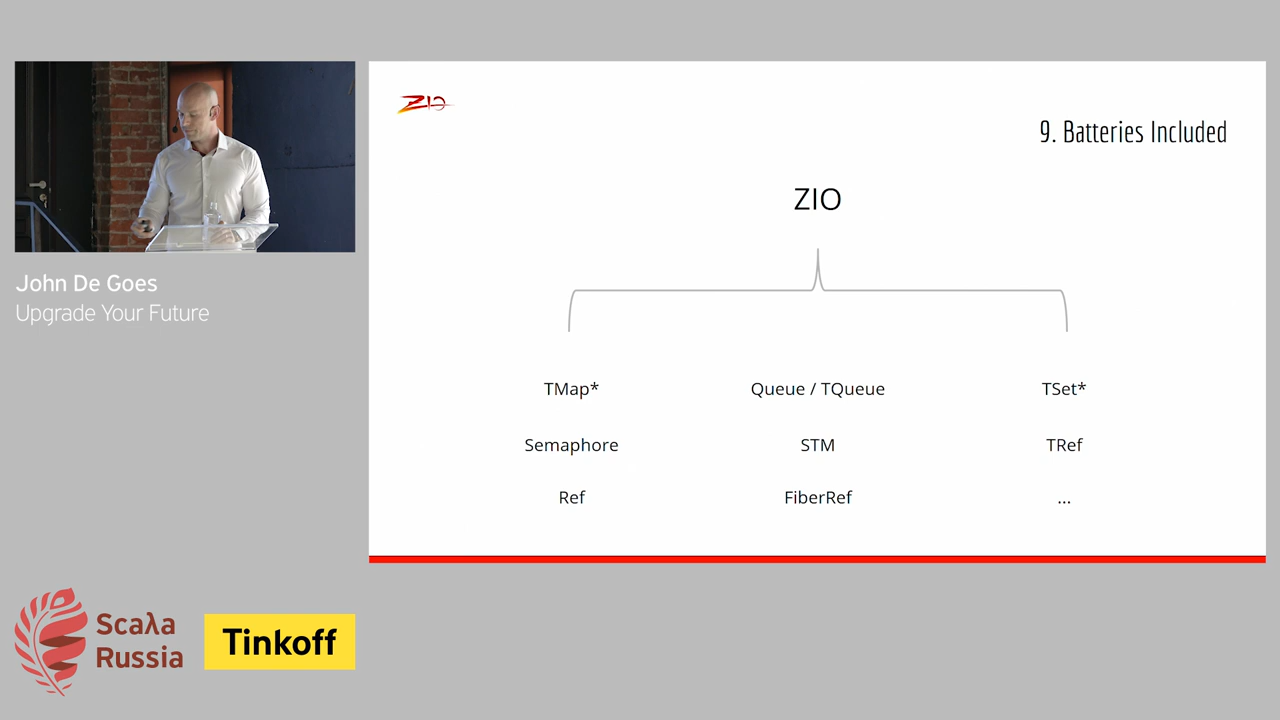 ZIO
9. Batteries Included
ZIO
TMap*
Queue / TQueue
TSet*
Semaphore
STM
TRef
Ref
FiberRef
...
John De Goes
Upgrade Your Future
Scaλa
Russia
Tinkoff